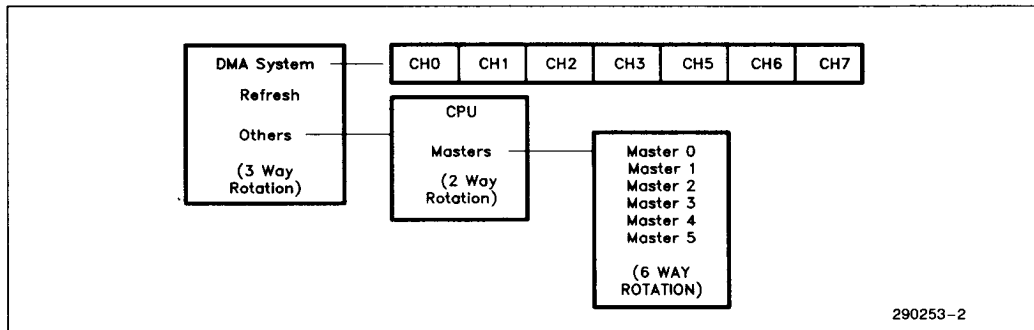 DMA System
Refresh
Others
(3 Way
Rotation)
CH0 CH1 CH2 CH3 CH5 CH6 CH7
CPU
Masters
(2 Way
Rotation)
Master 0
Master 1
Master 2
Master 3
Master 4
Master 5
(6 WAY
ROTATION)
290253-2